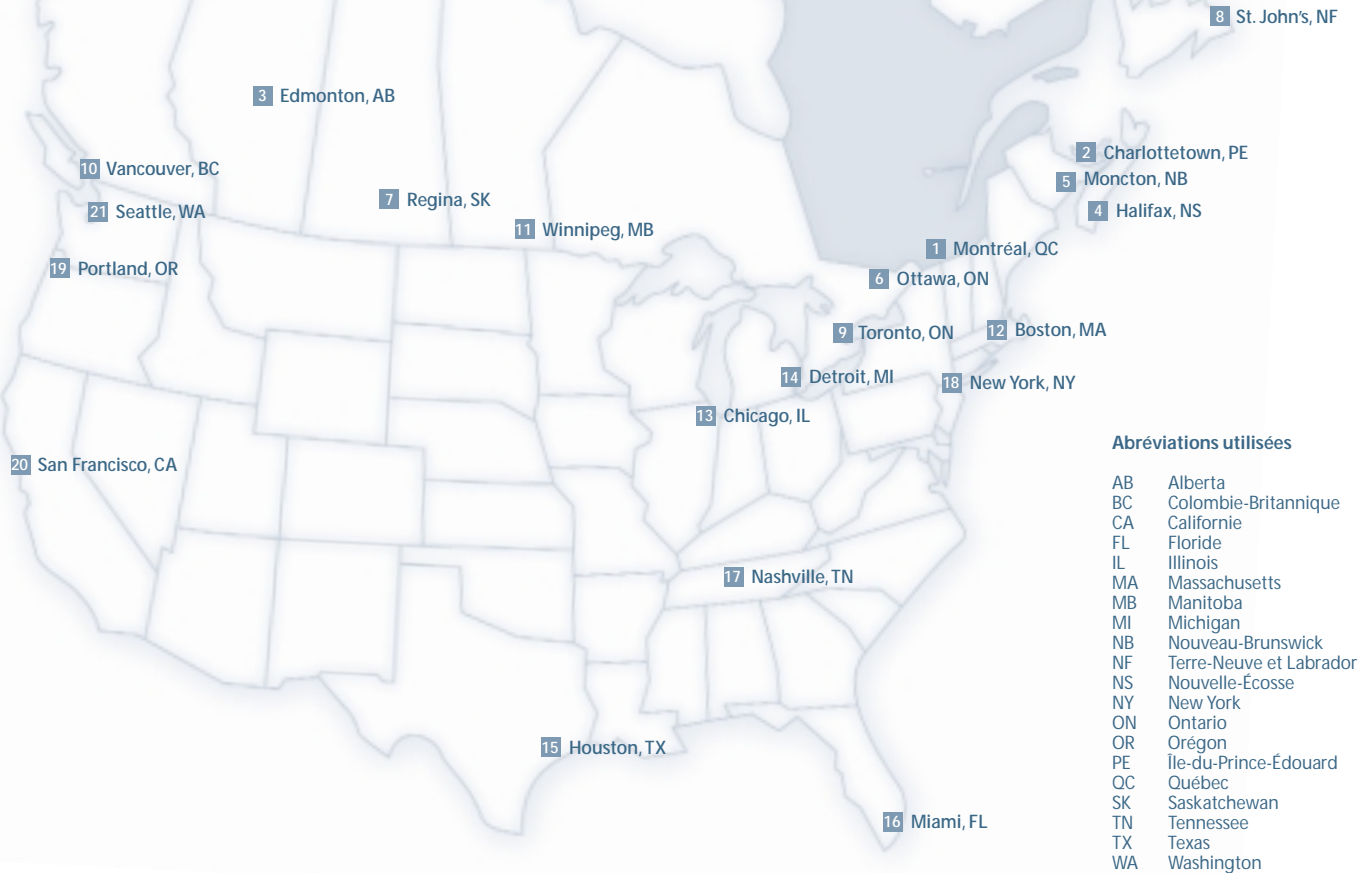 8 St. John's, NF
3 Edmonton, AB
2 Charlottetown, PE
10 Vancouver, BC
5 Moncton, NB
7 Regina, SK
21 Seattle, WA
4 Halifax, NS
11 Winnipeg, MB
1 Montréal, QC
19 Portland, OR
6 Ottawa, ON
9 Toronto, ON
12 Boston, MA
14 Detroit, MI
18 New York, NY
13 Chicago, IL
20 San Francisco, CA
17 Nashville, TN
15 Houston, TX
16 Miami, FL
Abréviations utilisées
AB Alberta
BC Colombie-Britannique
CA Californie
FL Floride
IL Illinois
MA Massachusetts
MB Manitoba
MI Michigan
NB Nouveau-Brunswick
NF Terre-Neuve et Labrador
NS Nouvelle-Écosse
NY New York
ON Ontario
OR Orégon
PE Île-du-Prince-Édouard
QC Québec
SK Saskatchewan
TN Tennessee
TX Texas
WA Washington